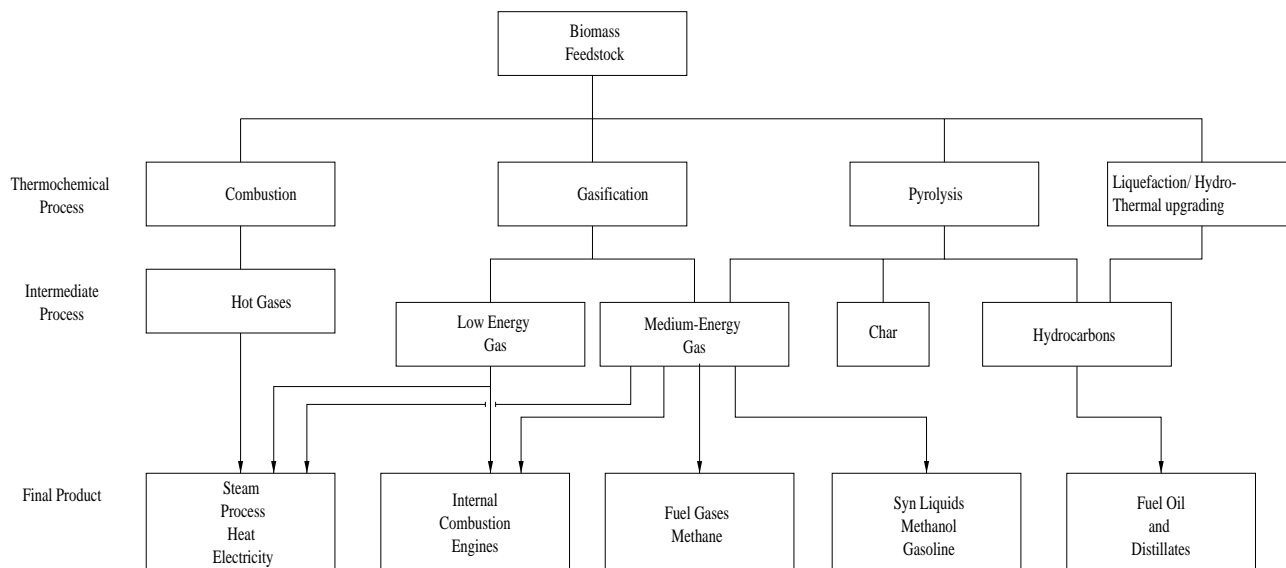 Biomass
Feedstock
Thermochemical
Process
Combustion
Gasification
Pyrolysis
Liquefaction/ Hydro-
Thermal upgrading
Intermediate
Process
Hot Gases
Low Energy
Gas
Medium-Energy
Gas
Char
Hydrocarbons
Final Product
Steam
Process
Heat
Electricity
Internal
Combustion
Engines
Fuel Gases
Methane
Syn Liquids
Methanol
Gasoline
Fuel Oil
and
Distillates